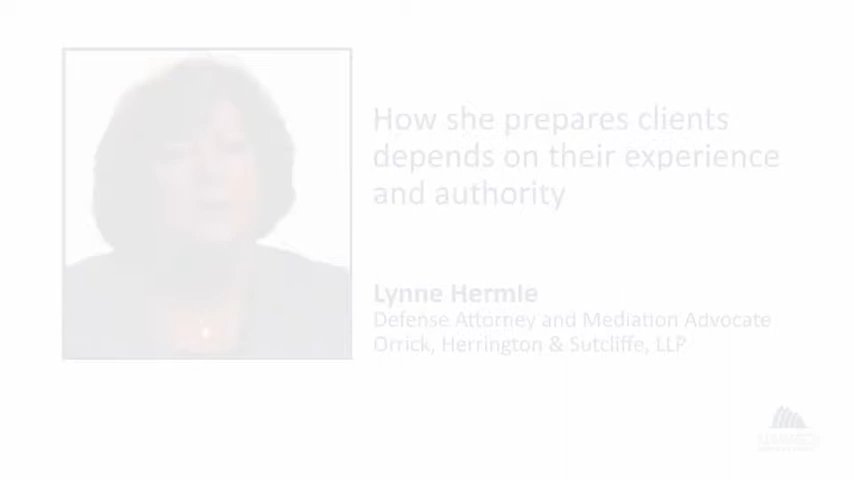 How she prepares clients
depends on their experience
and authority
Lynne Hermle
Defense Attorney and Mediation Advocate
Orrick, Herrington & Sutcliffe, LLP